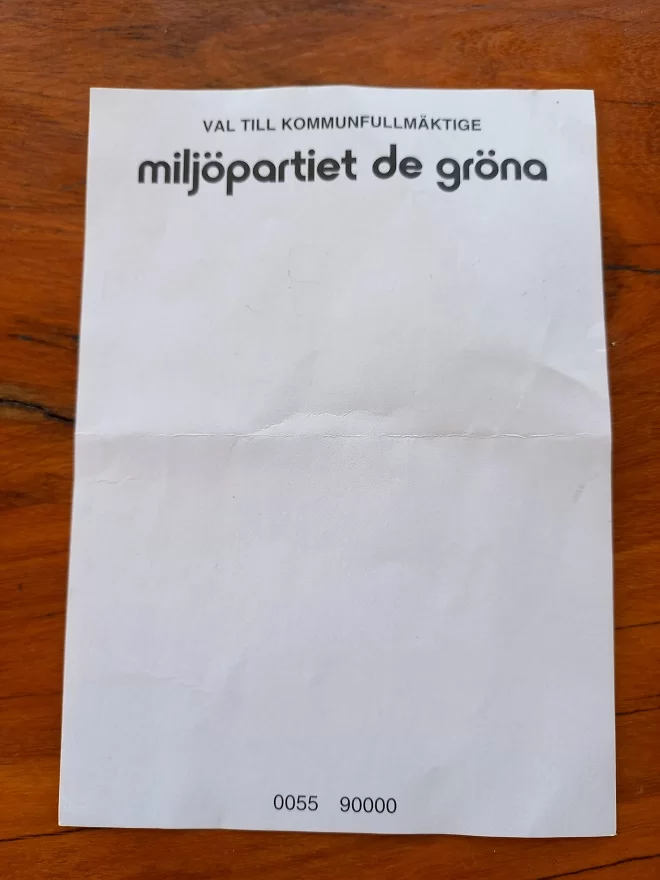 VAL TILL KOMMUNFULLMÄKTIGE
miljöpartiet de gröna
0055 90000